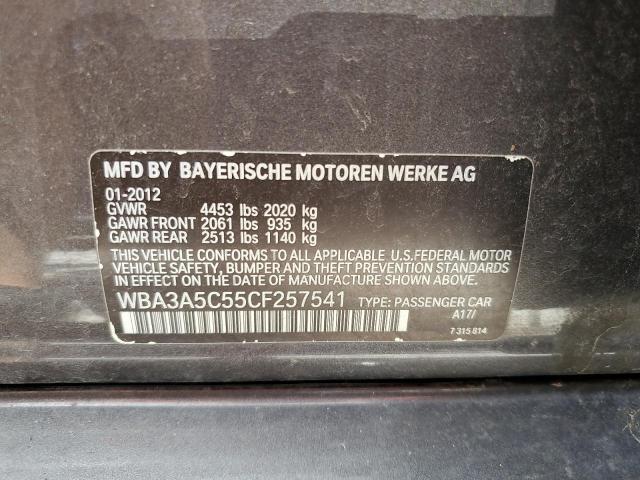 MFD BY BAYERISCHE MOTOREN WERKE AG
01-2012
GVWR 4453 lbs 2020 kg
GAWR FRONT 2061 lbs 935 kg
GAWR REAR 2513 lbs 1140 kg
THIS VEHICLE CONFORMS TO ALL APPLICABLE U.S.FEDERAL MOTOR
VEHICLE SAFETY, BUMPER AND THEFT PREVENTION STANDARDS IN
EFFECT ON THE DATE OF MANUFACTURE SHOWN ABOVE.
WBA3A5C55CF257541 TYPE: PASSENGER CAR
A17/
7 315 814